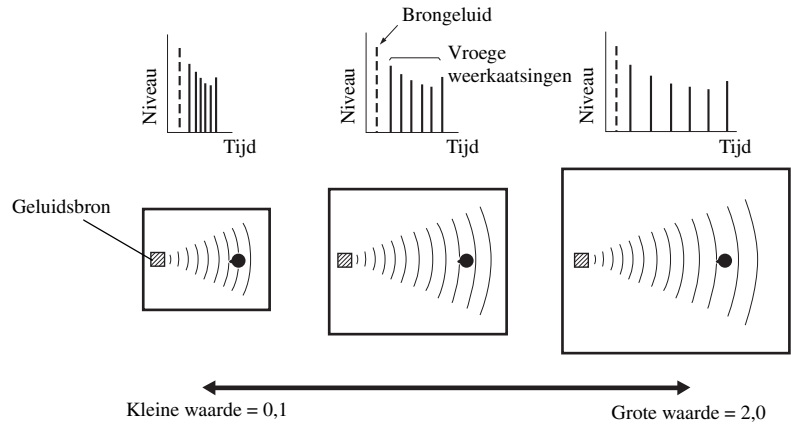 Brongeluid
Vroege
weerkaatsingen
Niveau
Niveau
Niveau
Tijd
Tijd
Tijd
Geluidsbron
Kleine waarde = 0,1
Grote waarde = 2,0